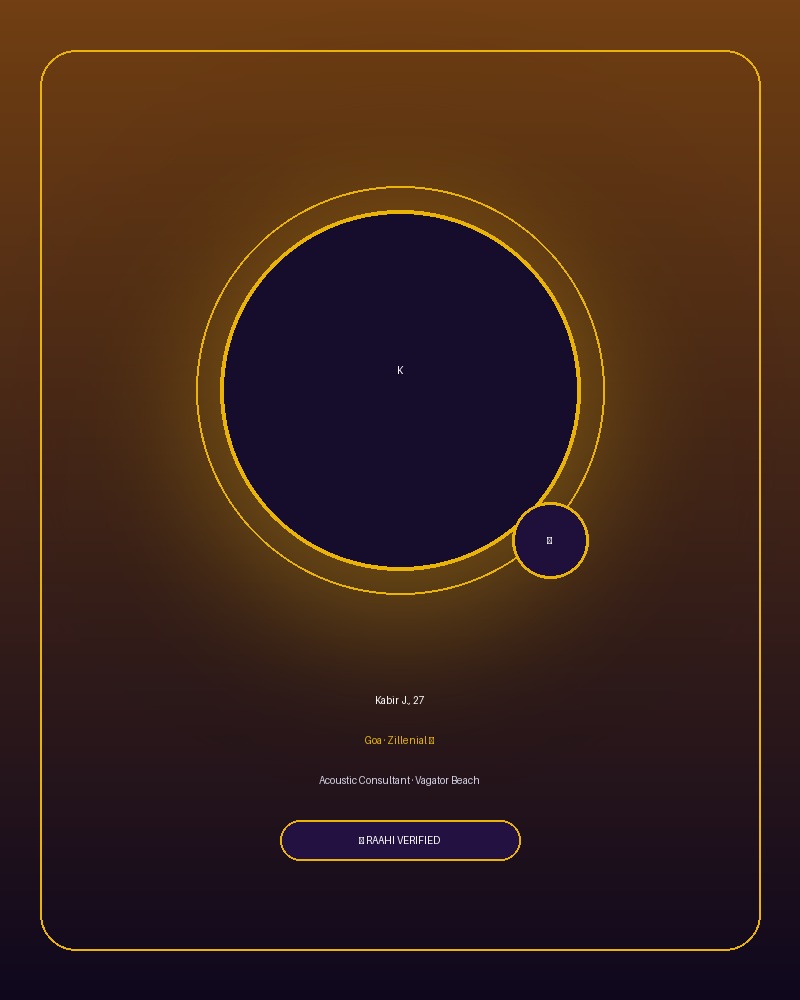 K
Kabir J., 27
Goa · Zillenial
Acoustic Consultant · Vagator Beach
RAAHI VERIFIED